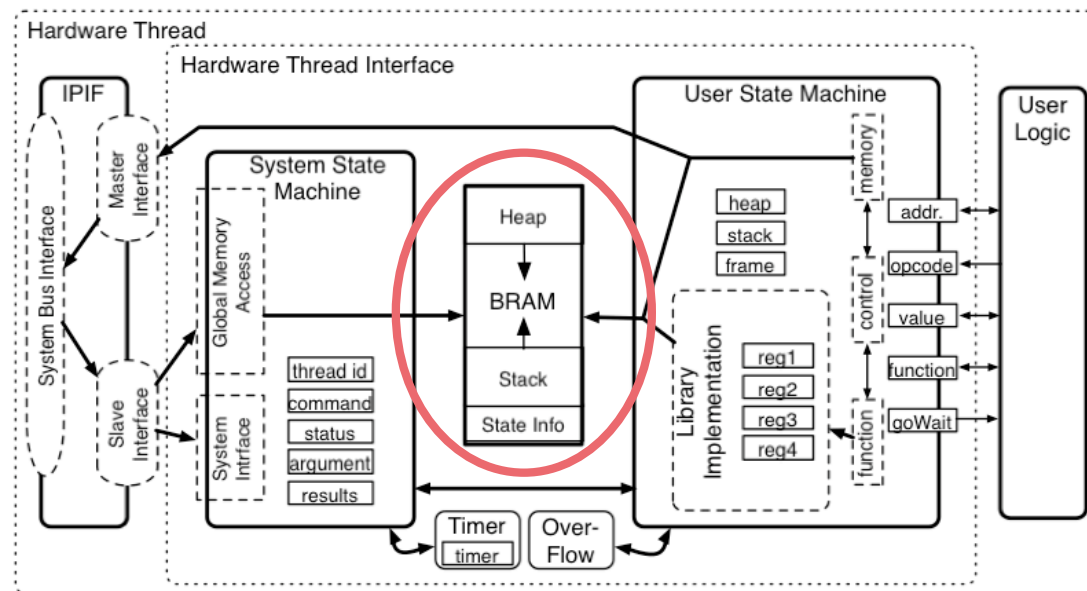 Hardware Thread
Hardware Thread Interface
IPIF
System Bus Interface
Master
Interface
Slave
Interface
System State
Machine
Global Memory
Access
System
Intrface
thread id
command
status
argument
results
Heap
BRAM
Stack
State Info
Timer
timer
Over-
Flow
User State Machine
heap
stack
frame
Library
Implementation
reg1
reg2
reg3
reg4
memory
control
function
addr.
opcode
value
function
goWait
User
Logic